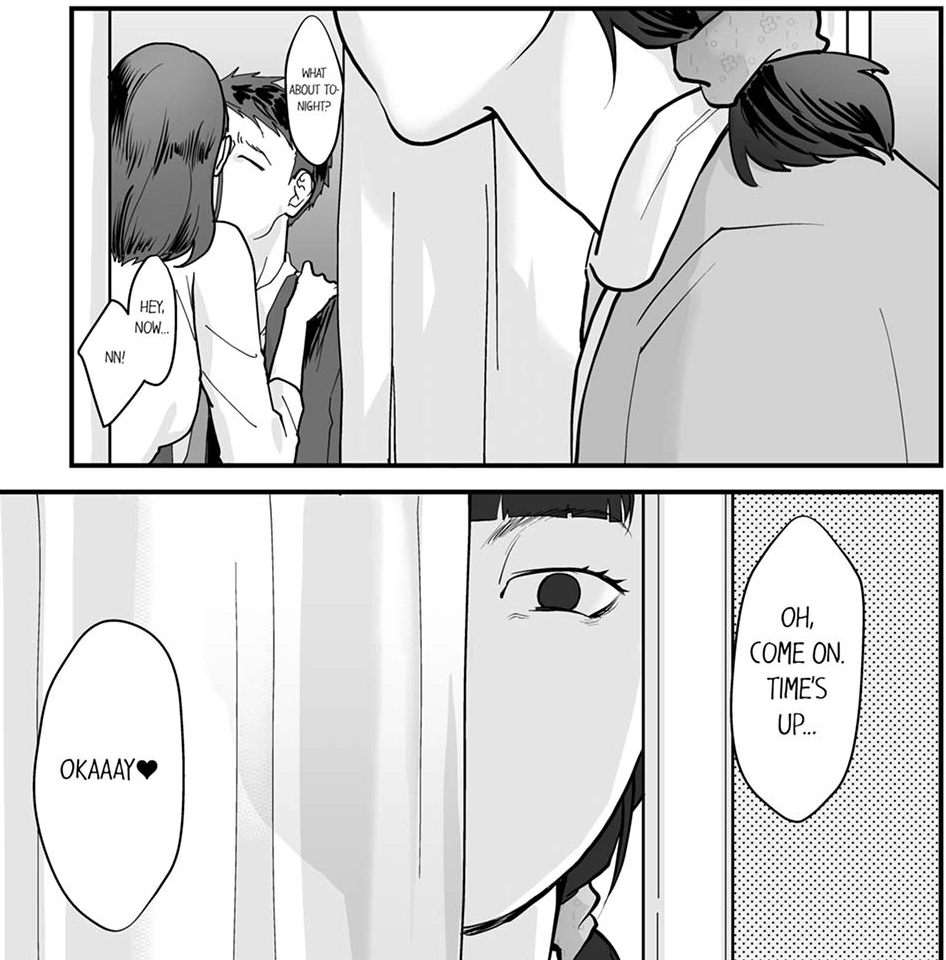 WHAT
ABOUT TO-
NIGHT?
HEY,
NOW...
NN!
OH,
COME ON.
TIME'S
UP...
OKAAAY♥